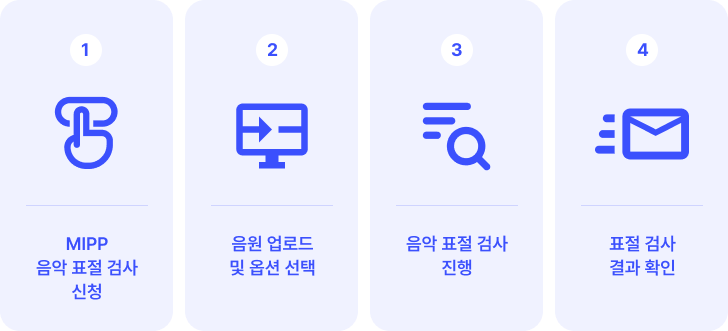 1
MIPP
음악 표절 검사
신청
2
음원 업로드
및 옵션 선택
3
음악 표절 검사
진행
4
표절 검사
결과 확인